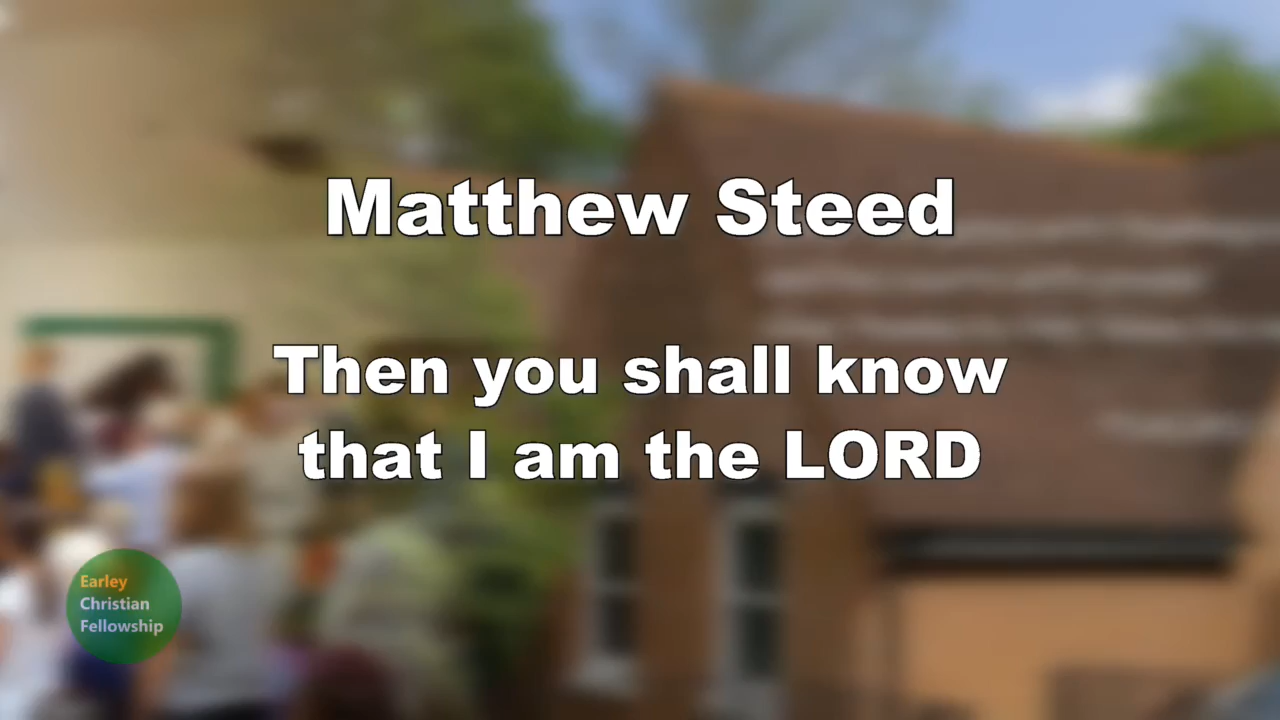 Matthew Steed
Then you shall know
that I am the LORD
Earley
Christian
Fellowship